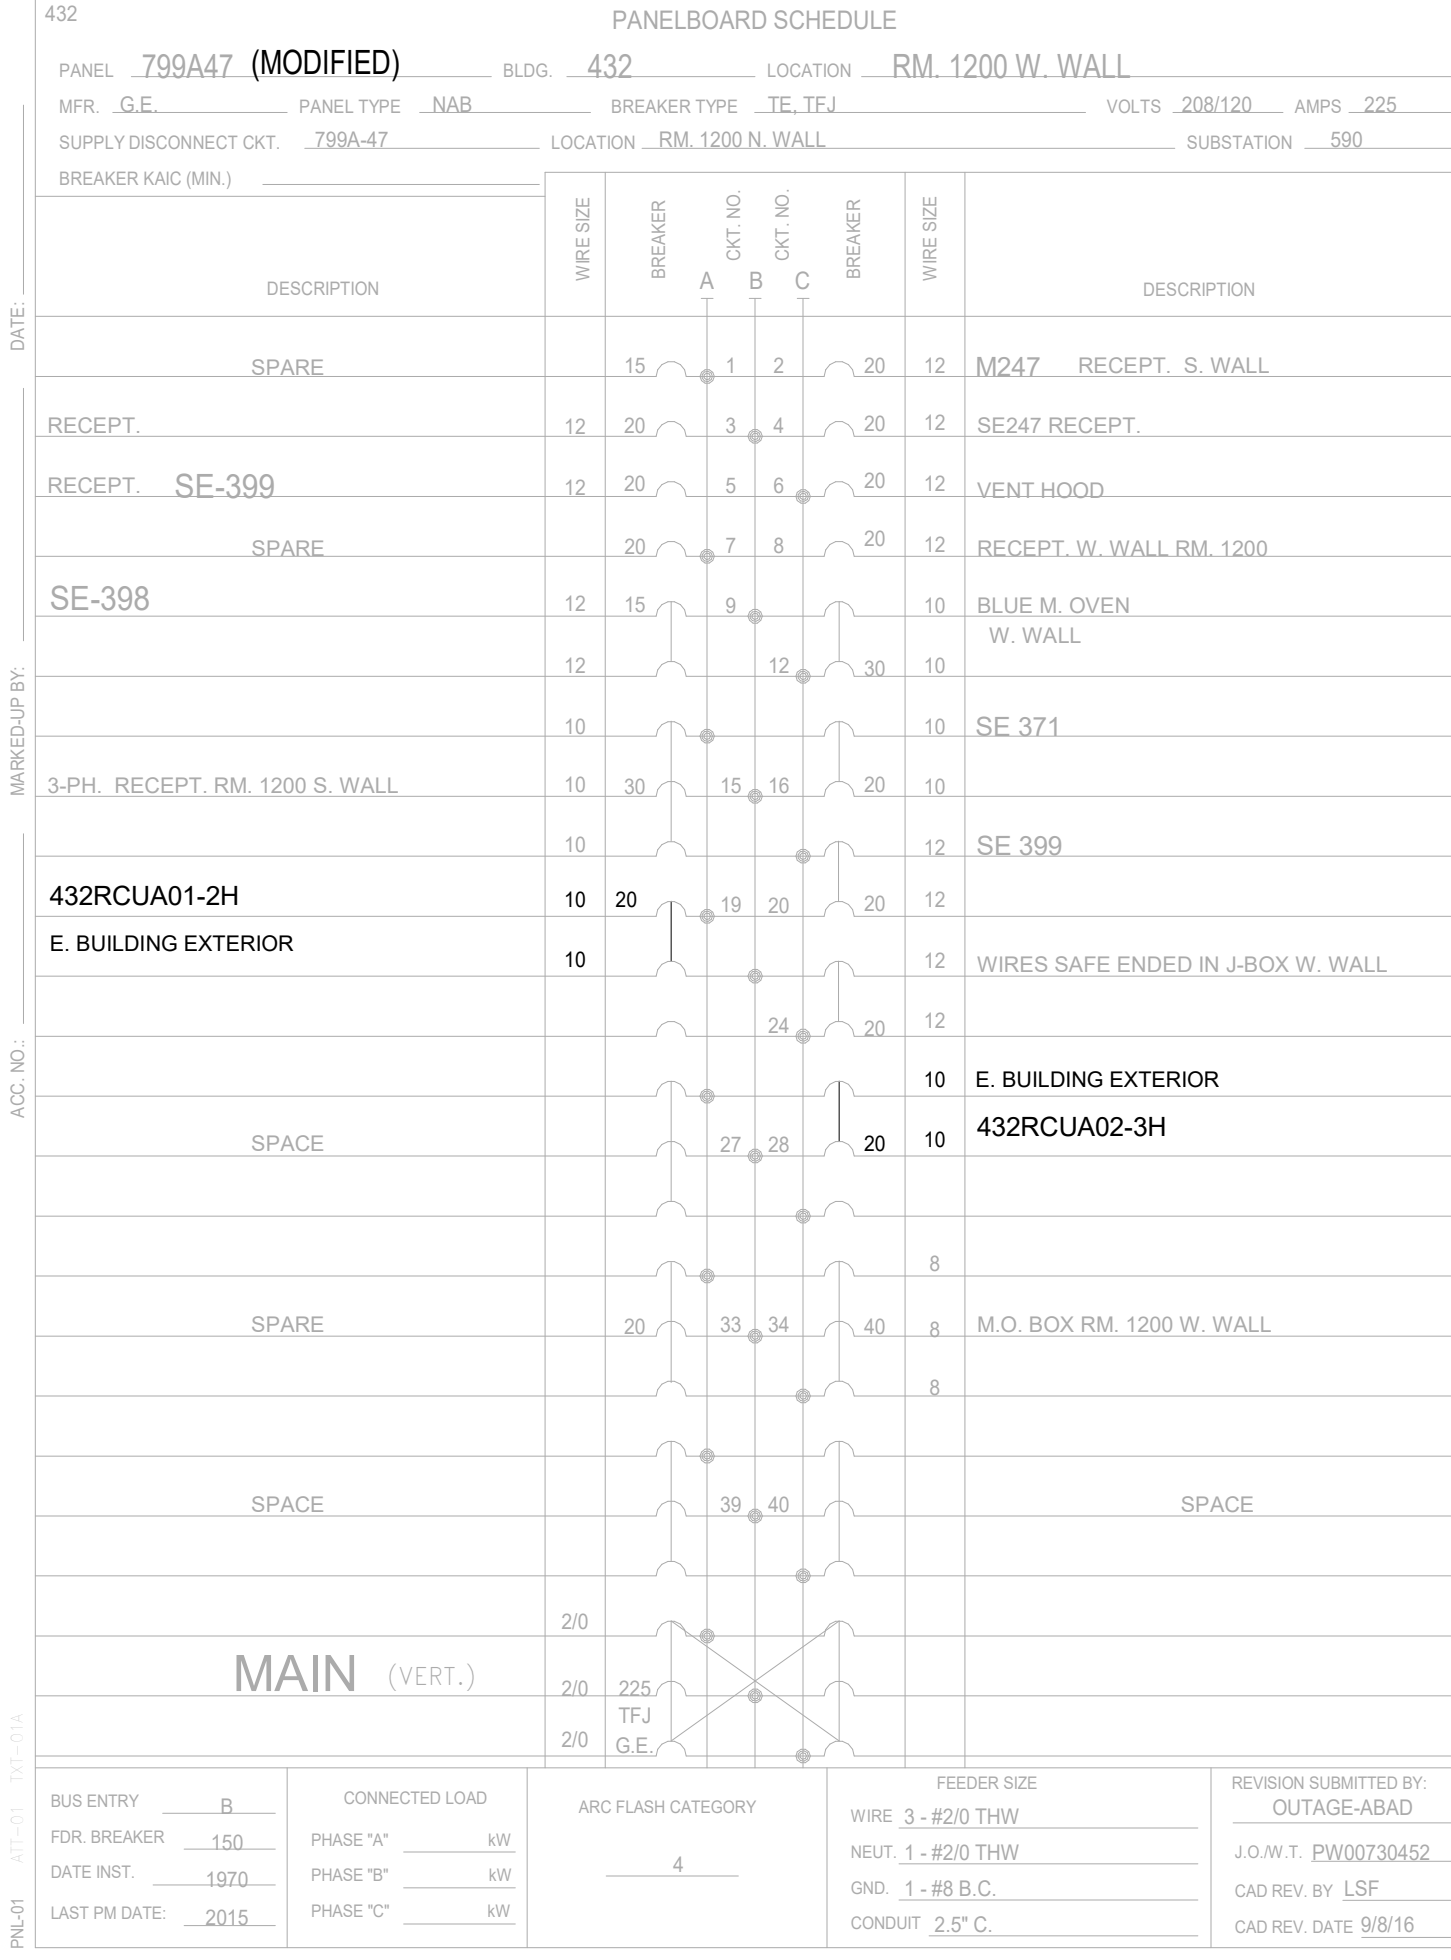 432
PANELBOARD SCHEDULE
PANEL 799A47 (MODIFIED) BLDG. 432 LOCATION RM. 1200 W. WALL
MFR. G.E. PANEL TYPE NAB BREAKER TYPE TE, TFJ VOLTS 208/120 AMPS 225
SUPPLY DISCONNECT CKT. 799A-47 LOCATION RM. 1200 N. WALL SUBSTATION 590
BREAKER KAIC (MIN.)
DESCRIPTION WIRE SIZE BREAKER CKT. NO. CKT. NO. BREAKER WIRE SIZE DESCRIPTION
A B C
SPARE 15 1 2 20 12 M247 RECEPT. S. WALL
RECEPT. 12 20 3 4 20 12 SE247 RECEPT.
RECEPT. SE-399 12 20 5 6 20 12 VENT HOOD
SPARE 20 7 8 20 12 RECEPT. W. WALL RM. 1200
SE-398 12 15 9 10 BLUE M. OVEN
W. WALL
12 12 30 10
10 10 SE 371
3-PH. RECEPT. RM. 1200 S. WALL 10 30 15 16 20 10
10 12 SE 399
432RCUA01-2H 10 20 19 20 20 12
E. BUILDING EXTERIOR 10 12 WIRES SAFE ENDED IN J-BOX W. WALL
24 20 12
10 E. BUILDING EXTERIOR
SPACE 27 28 20 10 432RCUA02-3H
8
SPARE 20 33 34 40 8 M.O. BOX RM. 1200 W. WALL
8
SPACE 39 40 SPACE
2/0
MAIN (VERT.) 2/0 225
TFJ
2/0 G.E.
BUS ENTRY B
FDR. BREAKER 150
DATE INST. 1970
LAST PM DATE: 2015
CONNECTED LOAD
PHASE "A" kW
PHASE "B" kW
PHASE "C" kW
ARC FLASH CATEGORY
4
FEEDER SIZE
WIRE 3 - #2/0 THW
NEUT. 1 - #2/0 THW
GND. 1 - #8 B.C.
CONDUIT 2.5" C.
REVISION SUBMITTED BY:
OUTAGE-ABAD
J.O./W.T. PW00730452
CAD REV. BY LSF
CAD REV. DATE 9/8/16
DATE:
MARKED-UP BY:
ACC. NO.:
ATT-01 TXT-01A
PNL-01